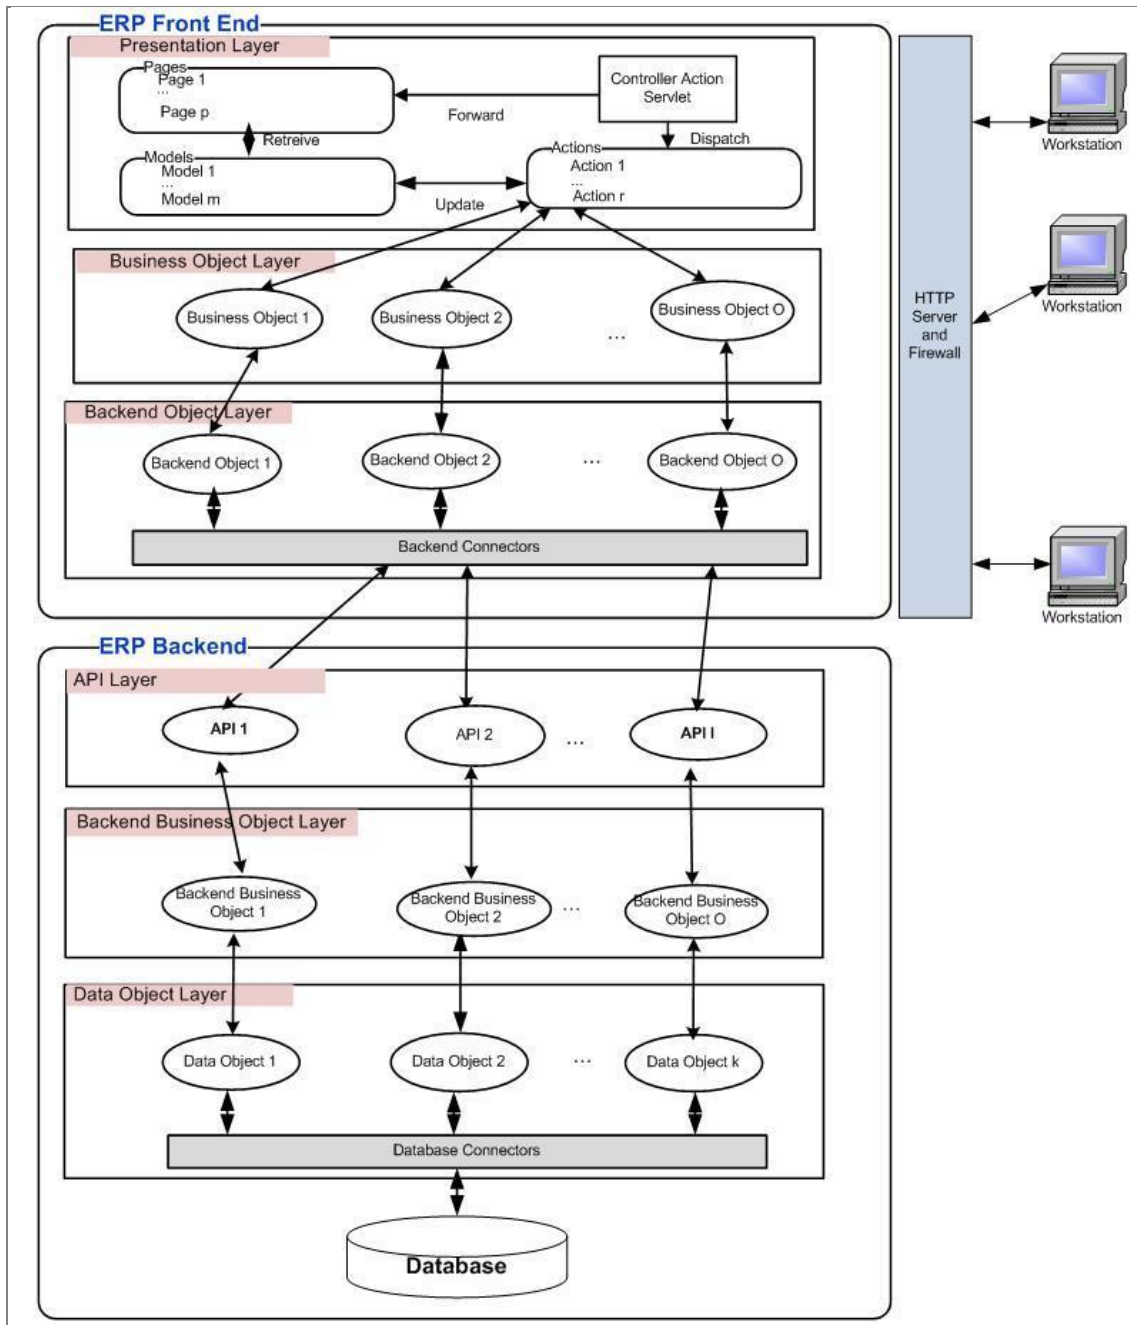 ERP Front End
Presentation Layer
Pages
Page 1
...
Page p
Controller Action
Servlet
Forward
Retreive
Dispatch
Models
Model 1
...
Model m
Actions
Action 1
...
Action r
Update
Business Object Layer
Business Object 1
Business Object 2
...
Business Object O
Backend Object Layer
Backend Object 1
Backend Object 2
...
Backend Object O
Backend Connectors
HTTP
Server
and
Firewall
Workstation
Workstation
Workstation
ERP Backend
API Layer
API 1
API 2
...
API l
Backend Business Object Layer
Backend Business
Object 1
Backend Business
Object 2
...
Backend Business
Object O
Data Object Layer
Data Object 1
Data Object 2
...
Data Object k
Database Connectors
Database